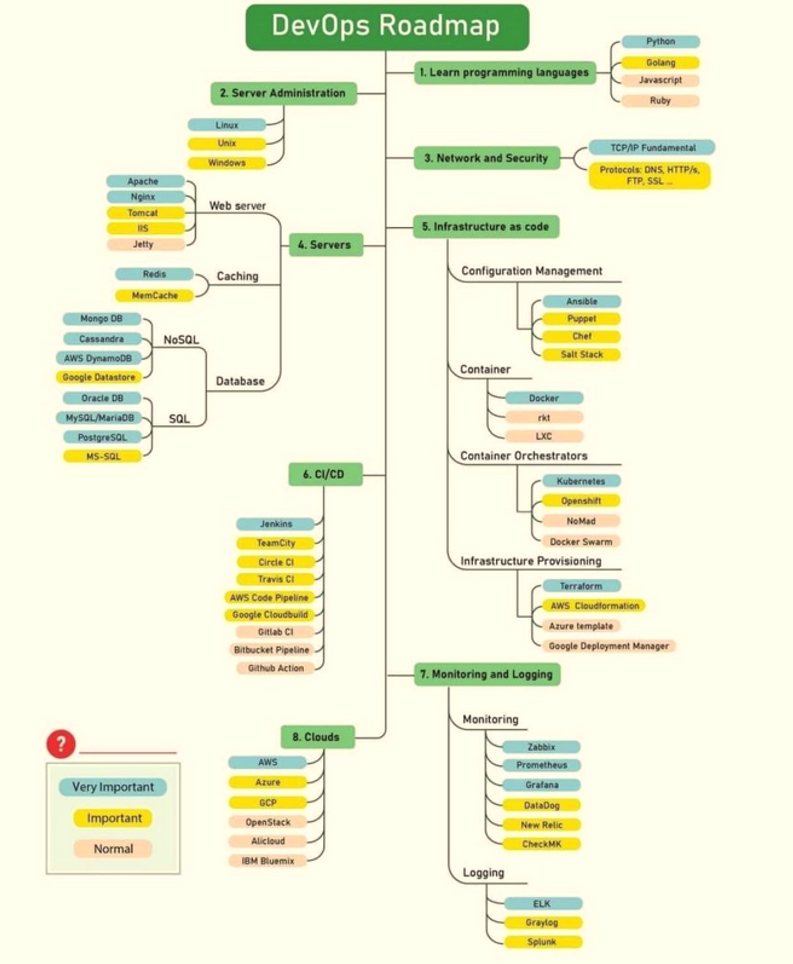 DevOps Roadmap
1. Learn programming languages
Python
Golang
Javascript
Ruby
2. Server Administration
Linux
Unix
Windows
3. Network and Security
TCP/IP Fundamental
Protocols: DNS, HTTP/s,
FTP, SSL ...
4. Servers
Web server
Apache
Nginx
Tomcat
IIS
Jetty
Caching
Redis
MemCache
Database
NoSQL
Mongo DB
Cassandra
AWS DynamoDB
Google Datastore
SQL
Oracle DB
MySQL/MariaDB
PostgreSQL
MS-SQL
5. Infrastructure as code
Configuration Management
Ansible
Puppet
Chef
Salt Stack
Container
Docker
rkt
LXC
Container Orchestrators
Kubernetes
Openshift
NoMad
Docker Swarm
Infrastructure Provisioning
Terraform
AWS Cloudformation
Azure template
Google Deployment Manager
6. CI/CD
Jenkins
TeamCity
Circle CI
Travis CI
AWS Code Pipeline
Google Cloudbuild
Gitlab CI
Bitbucket Pipeline
Github Action
7. Monitoring and Logging
Monitoring
Zabbix
Prometheus
Grafana
DataDog
New Relic
CheckMK
Logging
ELK
Graylog
Splunk
8. Clouds
AWS
Azure
GCP
OpenStack
Alicloud
IBM Bluemix
?
Very Important
Important
Normal